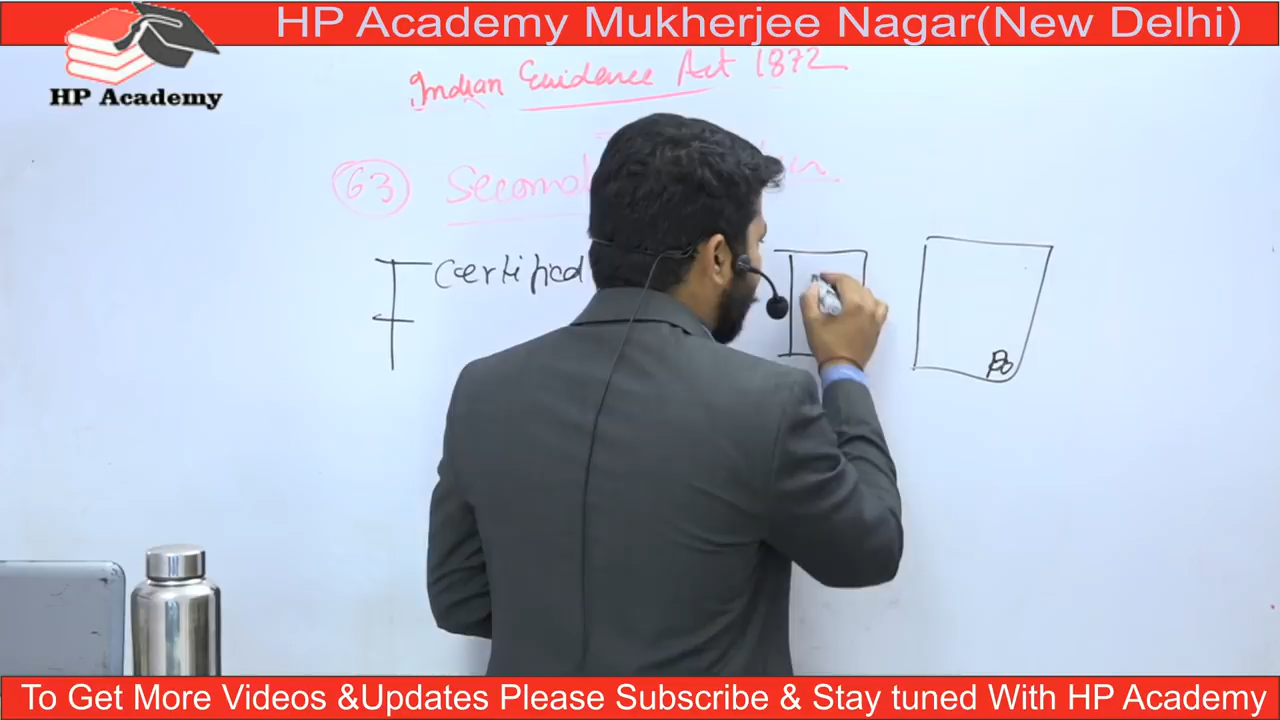 HP Academy Mukherjee Nagar(New Delhi)
HP Academy
Indian Evidence Act 1872
63
Certified
To Get More Videos &Updates Please Subscribe & Stay tuned With HP Academy